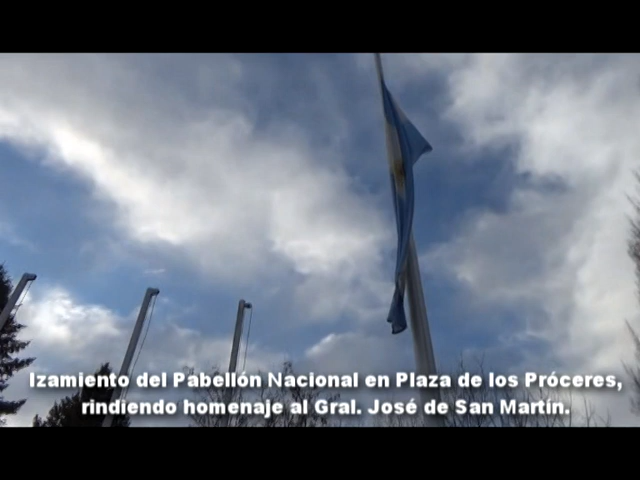 Izamiento del Pabellón Nacional en Plaza de los Próceres,
rindiendo homenaje al Gral. José de San Martín.